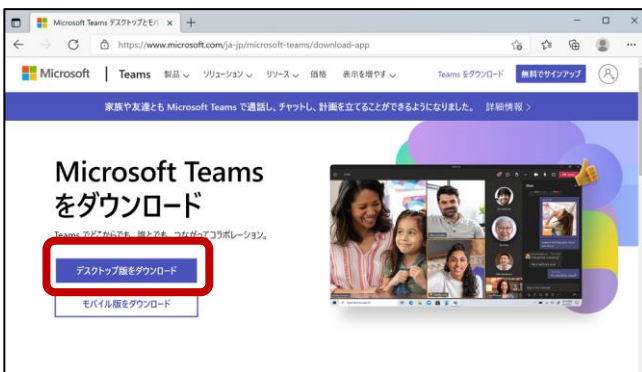 Microsoft Teams デスクトップとモバ
https://www.microsoft.com/ja-jp/microsoft-teams/download-app
Microsoft | Teams 製品 ソリューション リソース 価格 表示を増やす Teams をダウンロード 無料でサインアップ
家族や友達とも Microsoft Teams で通話し、チャットし、計画を立てることができるようになりました。 詳細情報 >
Microsoft Teams
をダウンロード
Teams でどこからでも、誰とでも、つながってコラボレーション。
デスクトップ版をダウンロード
モバイル版をダウンロード